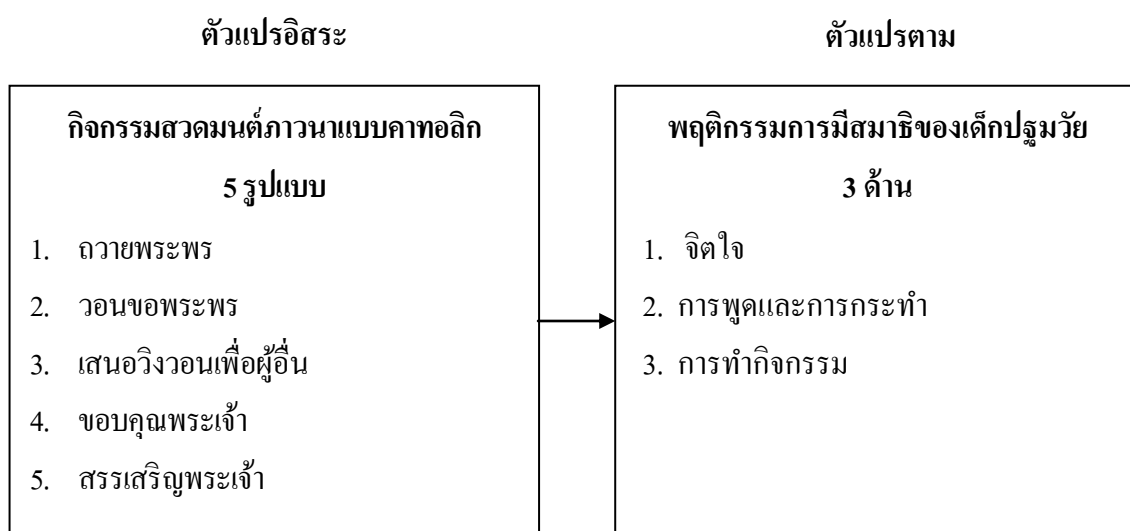 ตัวแปรอิสระ
กิจกรรมสวดมนต์ภาวนาแบบคาทอลิก
5 รูปแบบ
1. ถวายพระพร
2. วอนขอพระพร
3. เสนอวิงวอนเพื่อผู้อื่น
4. ขอบคุณพระเจ้า
5. สรรเสริญพระเจ้า
ตัวแปรตาม
พฤติกรรมการมีสมาธิของเด็กปฐมวัย
3 ด้าน
1. จิตใจ
2. การพูดและการกระทำ
3. การทำกิจกรรม